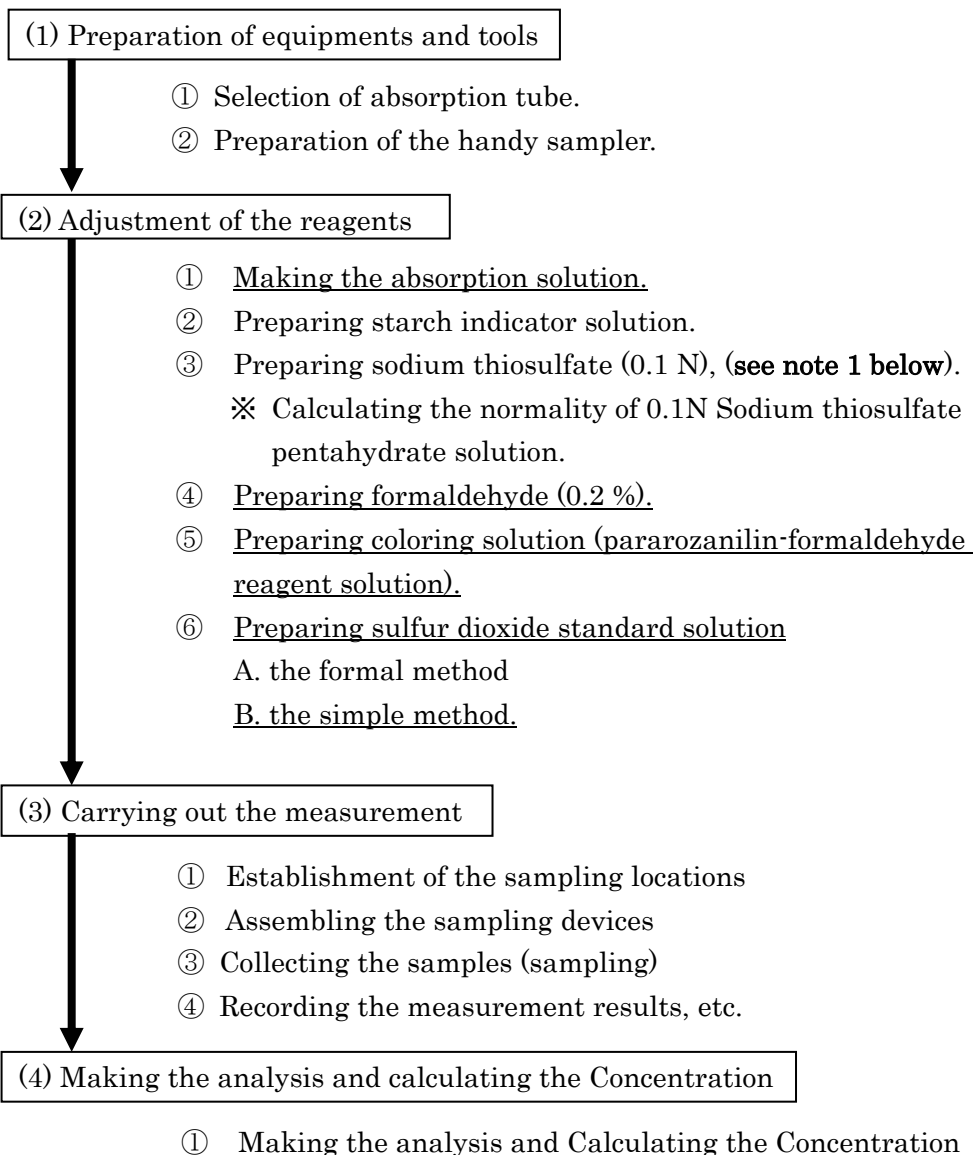 (1) Preparation of equipments and tools
① Selection of absorption tube.
② Preparation of the handy sampler.
(2) Adjustment of the reagents
① Making the absorption solution.
② Preparing starch indicator solution.
③ Preparing sodium thiosulfate (0.1 N), (see note 1 below).
※ Calculating the normality of 0.1N Sodium thiosulfate
pentahydrate solution.
④ Preparing formaldehyde (0.2 %).
⑤ Preparing coloring solution (pararozanilin-formaldehyde
reagent solution).
⑥ Preparing sulfur dioxide standard solution
A. the formal method
B. the simple method.
(3) Carrying out the measurement
① Establishment of the sampling locations
② Assembling the sampling devices
③ Collecting the samples (sampling)
④ Recording the measurement results, etc.
(4) Making the analysis and calculating the Concentration
① Making the analysis and Calculating the Concentration